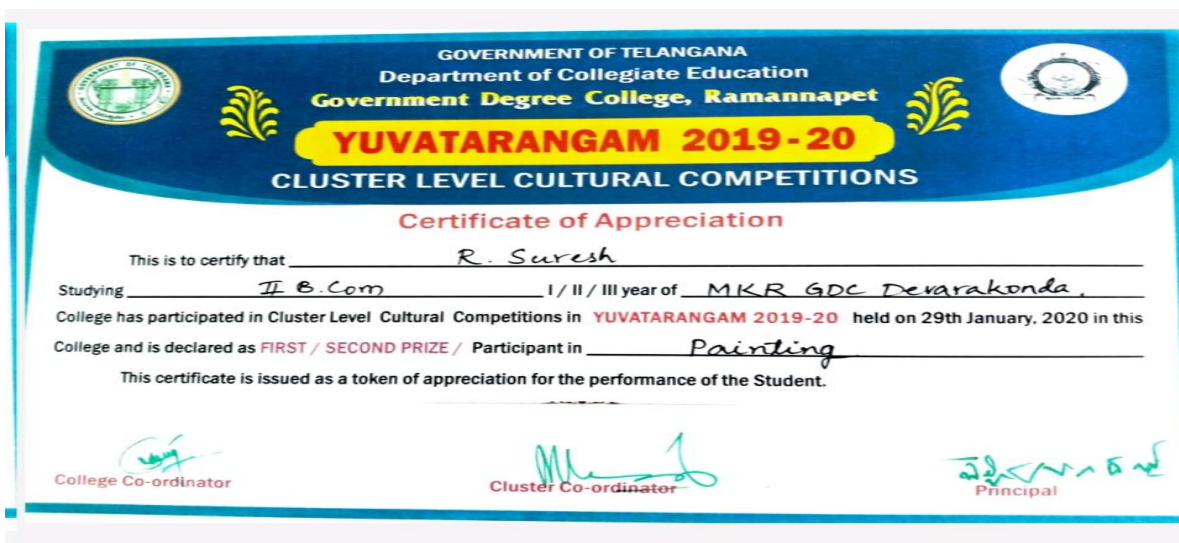 GOVERNMENT OF TELANGANA
Department of Collegiate Education
Government Degree College, Ramannapet
YUVATARANGAM 2019-20
CLUSTER LEVEL CULTURAL COMPETITIONS
Certificate of Appreciation
This is to certify that R. Suresh
Studying II B.Com I / II / III year of MKR GDC Devarakonda.
College has participated in Cluster Level Cultural Competitions in YUVATARANGAM 2019-20 held on 29th January, 2020 in this
College and is declared as FIRST / SECOND PRIZE / Participant in Painting
This certificate is issued as a token of appreciation for the performance of the Student.
College Co-ordinator
Cluster Co-ordinator
Principal